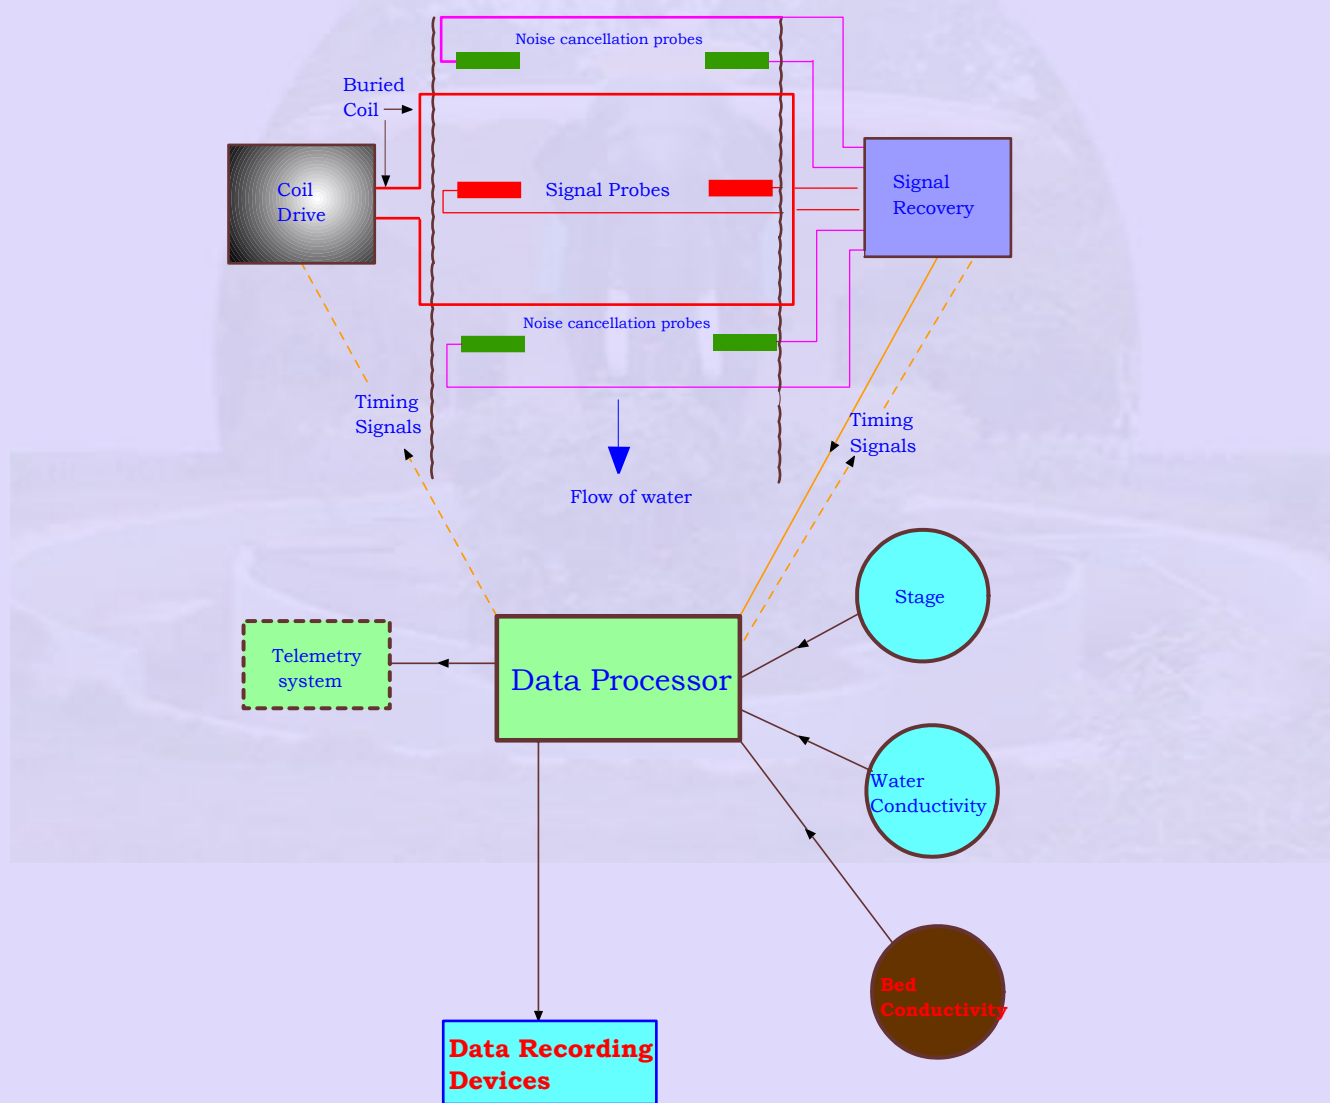 Noise cancellation probes
Buried
Coil
Coil
Drive
Signal Probes
Signal
Recovery
Noise cancellation probes
Timing
Signals
Timing
Signals
Flow of water
Stage
Telemetry
system
Data Processor
Water
Conductivity
Bed
Conductivity
Data Recording
Devices